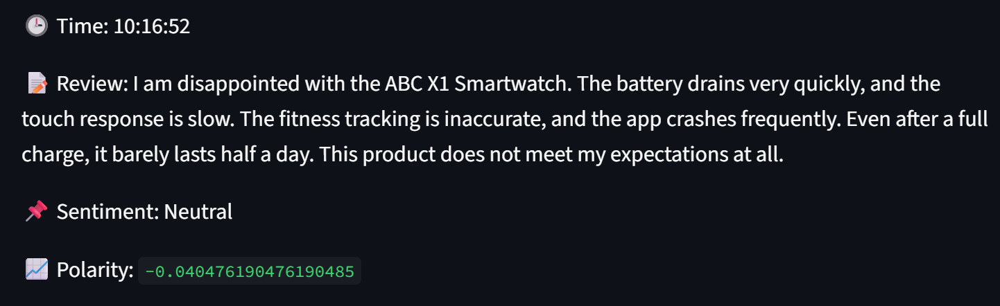 🕒 Time: 10:16:52
📝 Review: I am disappointed with the ABC X1 Smartwatch. The battery drains very quickly, and the
touch response is slow. The fitness tracking is inaccurate, and the app crashes frequently. Even after a full
charge, it barely lasts half a day. This product does not meet my expectations at all.
📌 Sentiment: Neutral
📈 Polarity: -0.040476190476190485